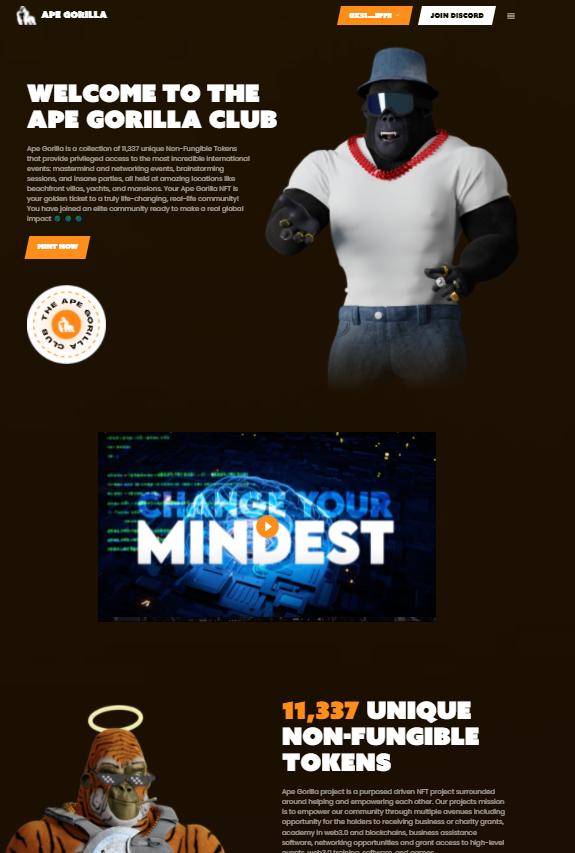 APE GORILLA
JOIN DISCORD
WELCOME TO THE
APE GORILLA CLUB
Ape Gorilla is a collection of 11,337 unique Non-Fungible Tokens
that provide privileged access to the most incredible international
events: mastermind and networking events, brainstorming
sessions, and insane parties, all held at amazing locations like
beachfront villas, yachts, and mansions. Your Ape Gorilla NFT is
your golden ticket to a truly life-changing, real-life community!
You have joined an elite community ready to make a real global
impact
MINT NOW
THE APE GORILLA CLUB
CHANGE YOUR
MINDEST
11,337 UNIQUE
NON-FUNGIBLE
TOKENS
Ape Gorilla project is a purposed driven NFT project surrounded
around helping and empowering each other. Our projects mission
is to empower our community through multiple avenues including
opportunity for the holders to receiving business or charity grants,
academy in web3.0 and blockchains, business assistance
software, networking opportunities and grant access to high-level
events, web3.0 training, software, and games.